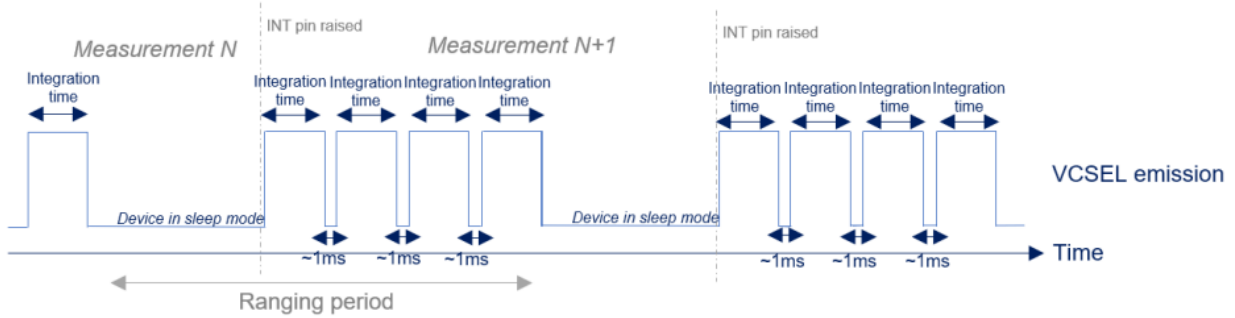 INT pin raised
INT pin raised
Measurement N
Measurement N+1
Integration
time
Integration
time
Integration
time
Integration
time
Integration
time
Integration
time
Integration
time
Integration
time
Integration
time
VCSEL emission
Device in sleep mode
Device in sleep mode
Time
~1ms
~1ms
~1ms
~1ms
~1ms
~1ms
Ranging period